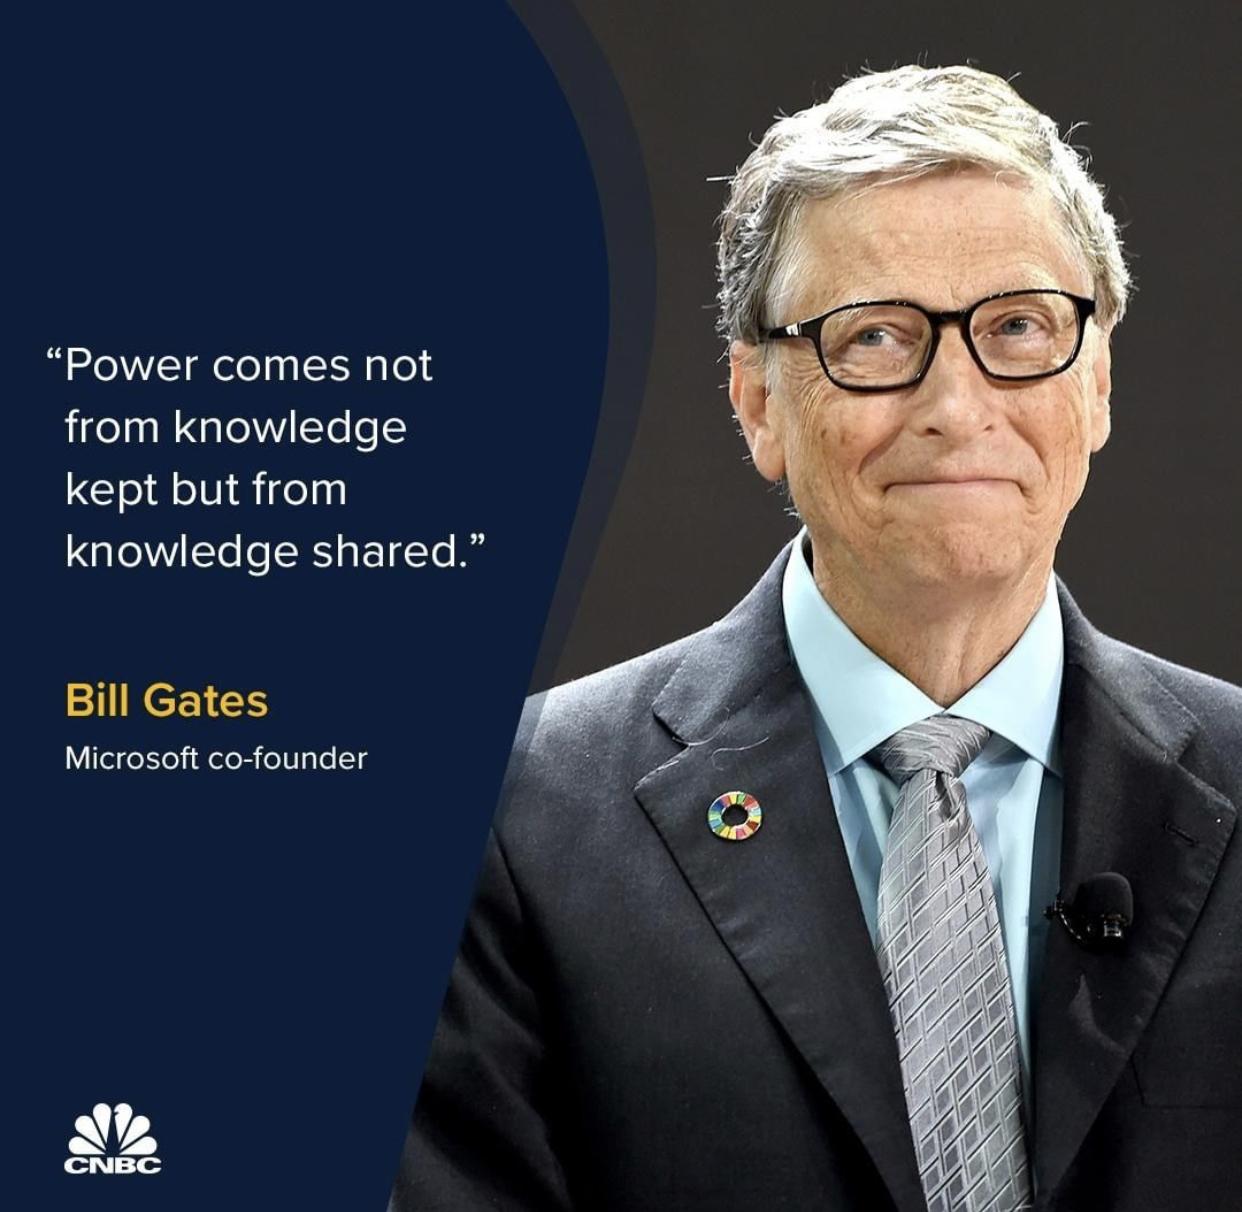 “Power comes not
from knowledge
kept but from
knowledge shared.”
Bill Gates
Microsoft co-founder
CNBC